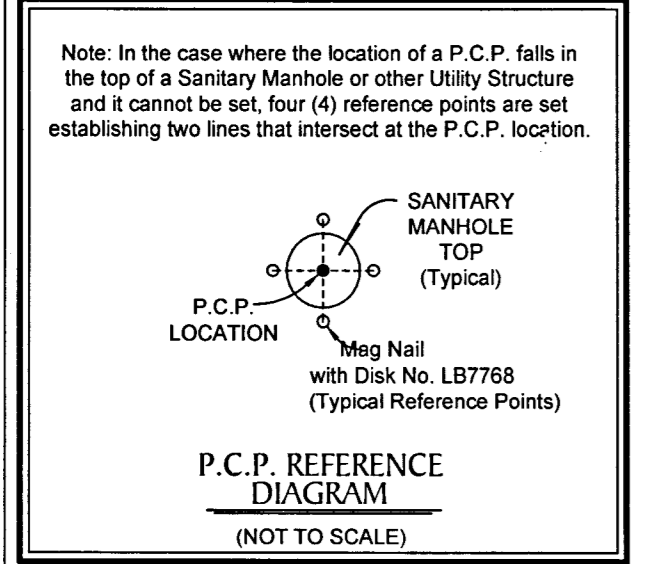 Note: In the case where the location of a P.C.P. falls in
the top of a Sanitary Manhole or other Utility Structure
and it cannot be set, four (4) reference points are set
establishing two lines that intersect at the P.C.P. location.
SANITARY
MANHOLE
TOP
(Typical)
P.C.P.
LOCATION
Mag Nail
with Disk No. LB7768
(Typical Reference Points)
P.C.P. REFERENCE
DIAGRAM
(NOT TO SCALE)